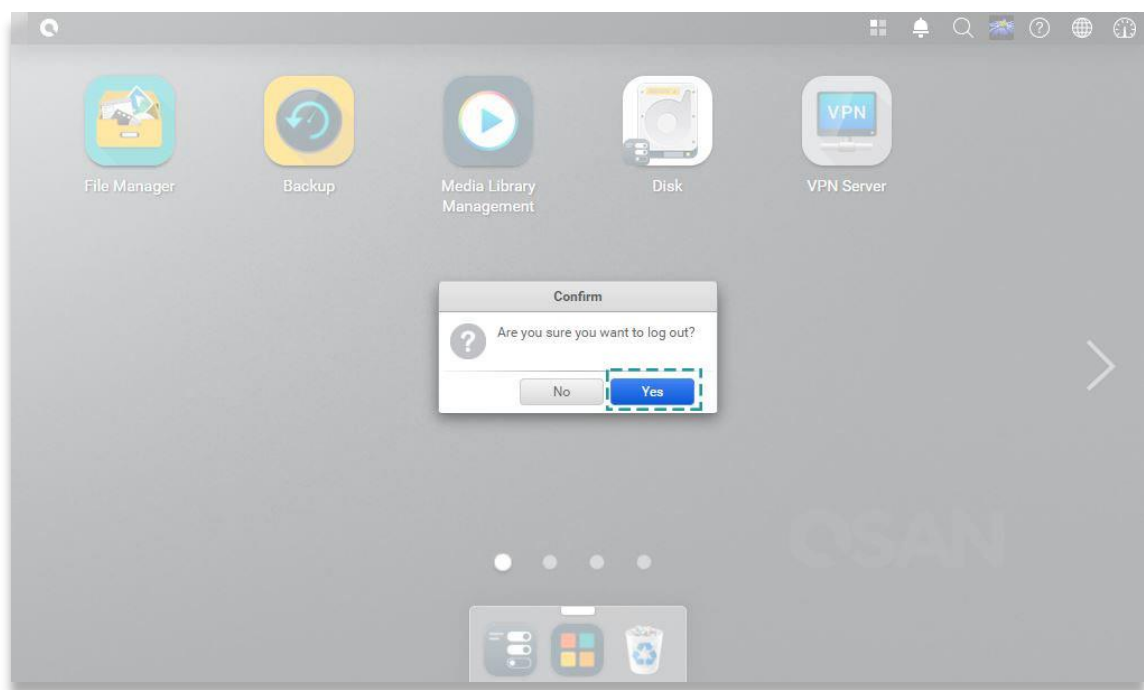 File Manager
Backup
Media Library
Management
Disk
VPN
VPN Server
Confirm
Are you sure you want to log out?
No
Yes
QSAN